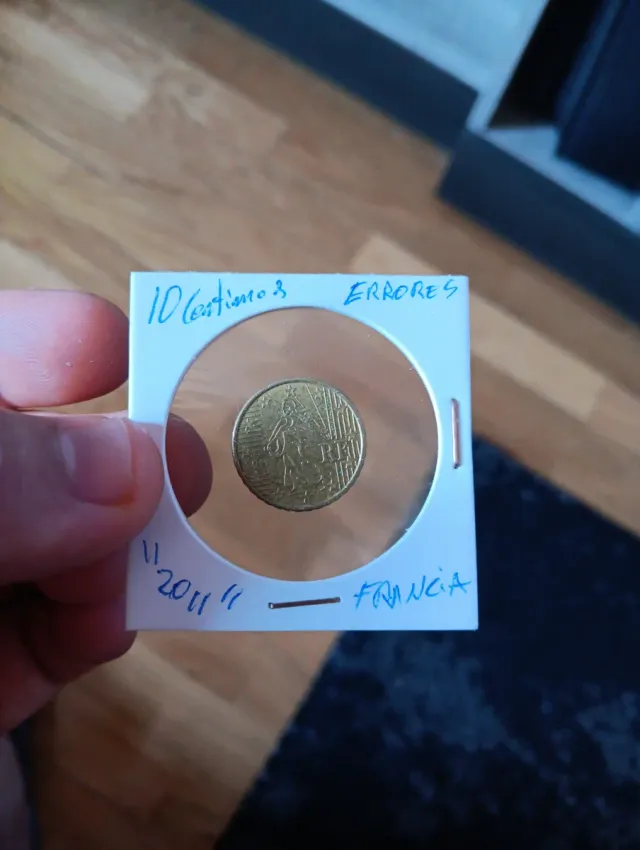 10 Centimos
ERRORES
RF
"2011"
FRANCIA